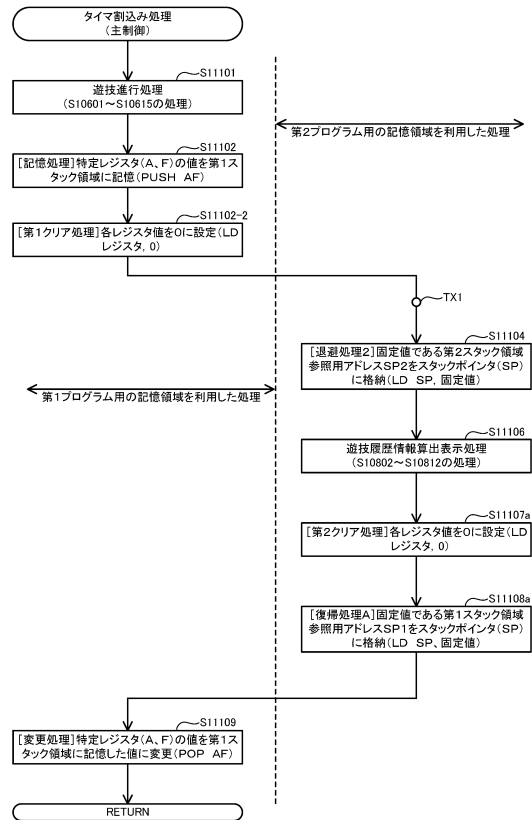 タイマ割込み処理
(主制御)
S11101
遊技進行処理
(S10601～S10615の処理)
第2プログラム用の記憶領域を利用した処理
S11102
[記憶処理]特定レジスタ(A、F)の値を第1ス
タック領域に記憶(PUSH AF)
S11102-2
[第1クリア処理]各レジスタ値を0に設定(LD
レジスタ, 0)
TX1
S11104
[退避処理2]固定値である第2スタック領域
参照用アドレスSP2をスタックポインタ(SP)
に格納(LD SP, 固定値)
第1プログラム用の記憶領域を利用した処理
S11106
遊技履歴情報算出表示処理
(S10802～S10812の処理)
S11107a
[第2クリア処理]各レジスタ値を0に設定(LD
レジスタ, 0)
S11108a
[復帰処理A]固定値である第1スタック領域
参照用アドレスSP1をスタックポインタ(SP)
に格納(LD SP、固定値)
S11109
[変更処理]特定レジスタ(A、F)の値を第1ス
タック領域に記憶した値に変更(POP AF)
RETURN